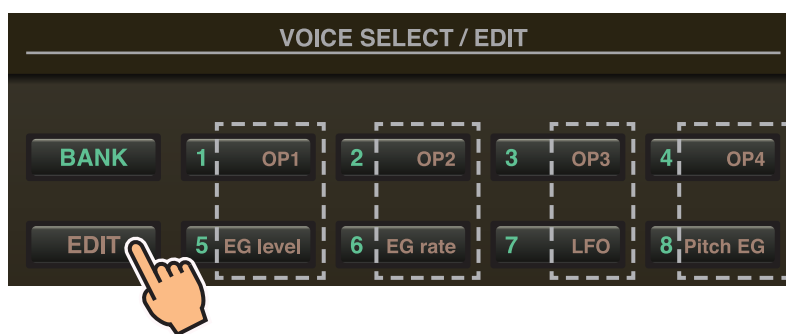 VOICE SELECT / EDIT
BANK 1 OP1 2 OP2 3 OP3 4 OP4
EDIT 5 EG level 6 EG rate 7 LFO 8 Pitch EG